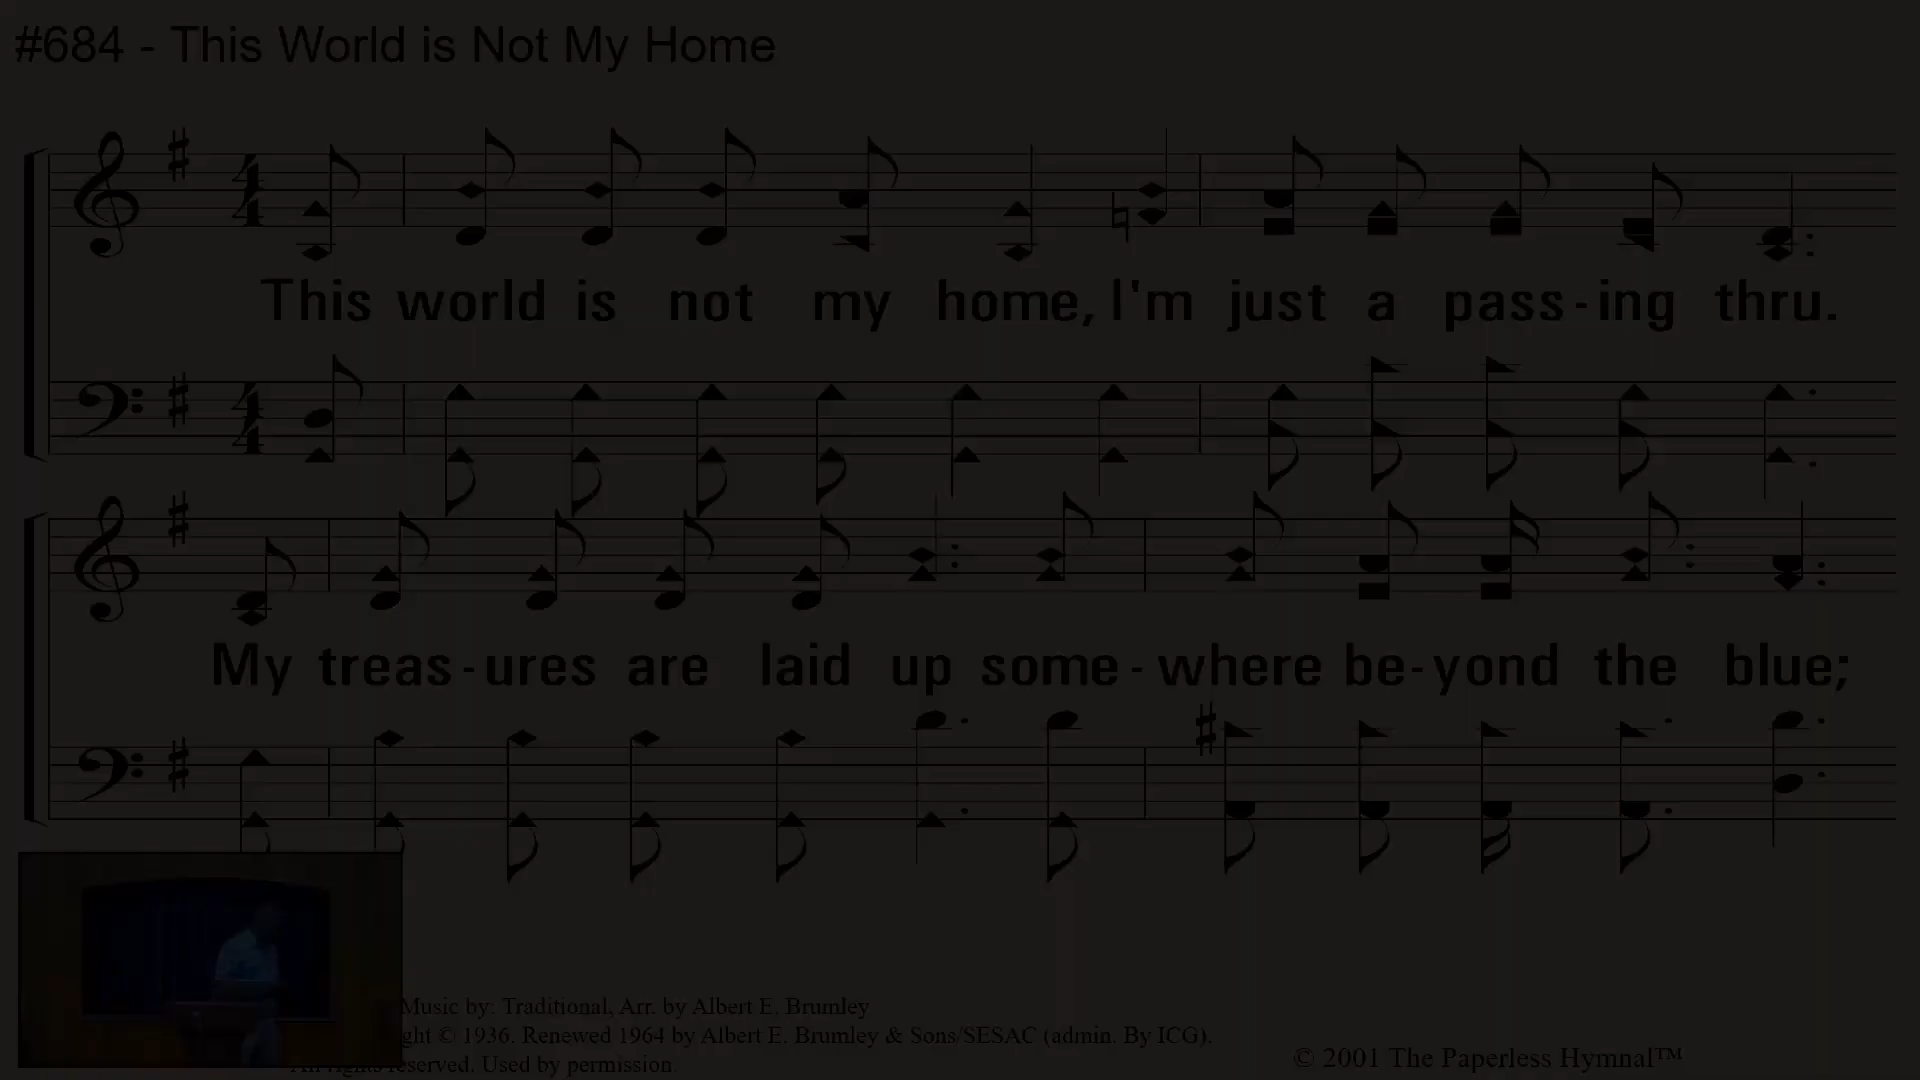 #684 - This World is Not My Home
This world is not my home, I'm just a pass-ing thru.
My treas-ures are laid up some-where be-yond the blue;
Music by: Traditional, Arr. by Albert E. Brumley
ght © 1936. Renewed 1964 by Albert E. Brumley & Sons/SESAC (admin. By ICG).
All rights reserved. Used by permission.
© 2001 The Paperless Hymnal™